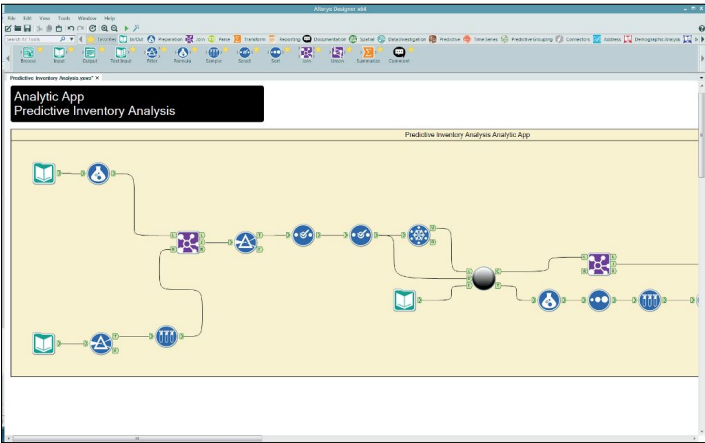 Alteryx Designer x64
File Edit View Tools Window Help
Search All Tools Favorites In/Out Preparation Join Parse Transform Reporting Documentation Spatial Data Investigation Predictive Time Series Predictive Grouping Connectors Address Demographic Analysis
Browse Input Output Text Input Filter Formula Sample Select Sort Join Union Summarize Comment
Predictive Inventory Analysis.yxwz* X
Analytic App
Predictive Inventory Analysis
Predictive Inventory Analysis Analytic App